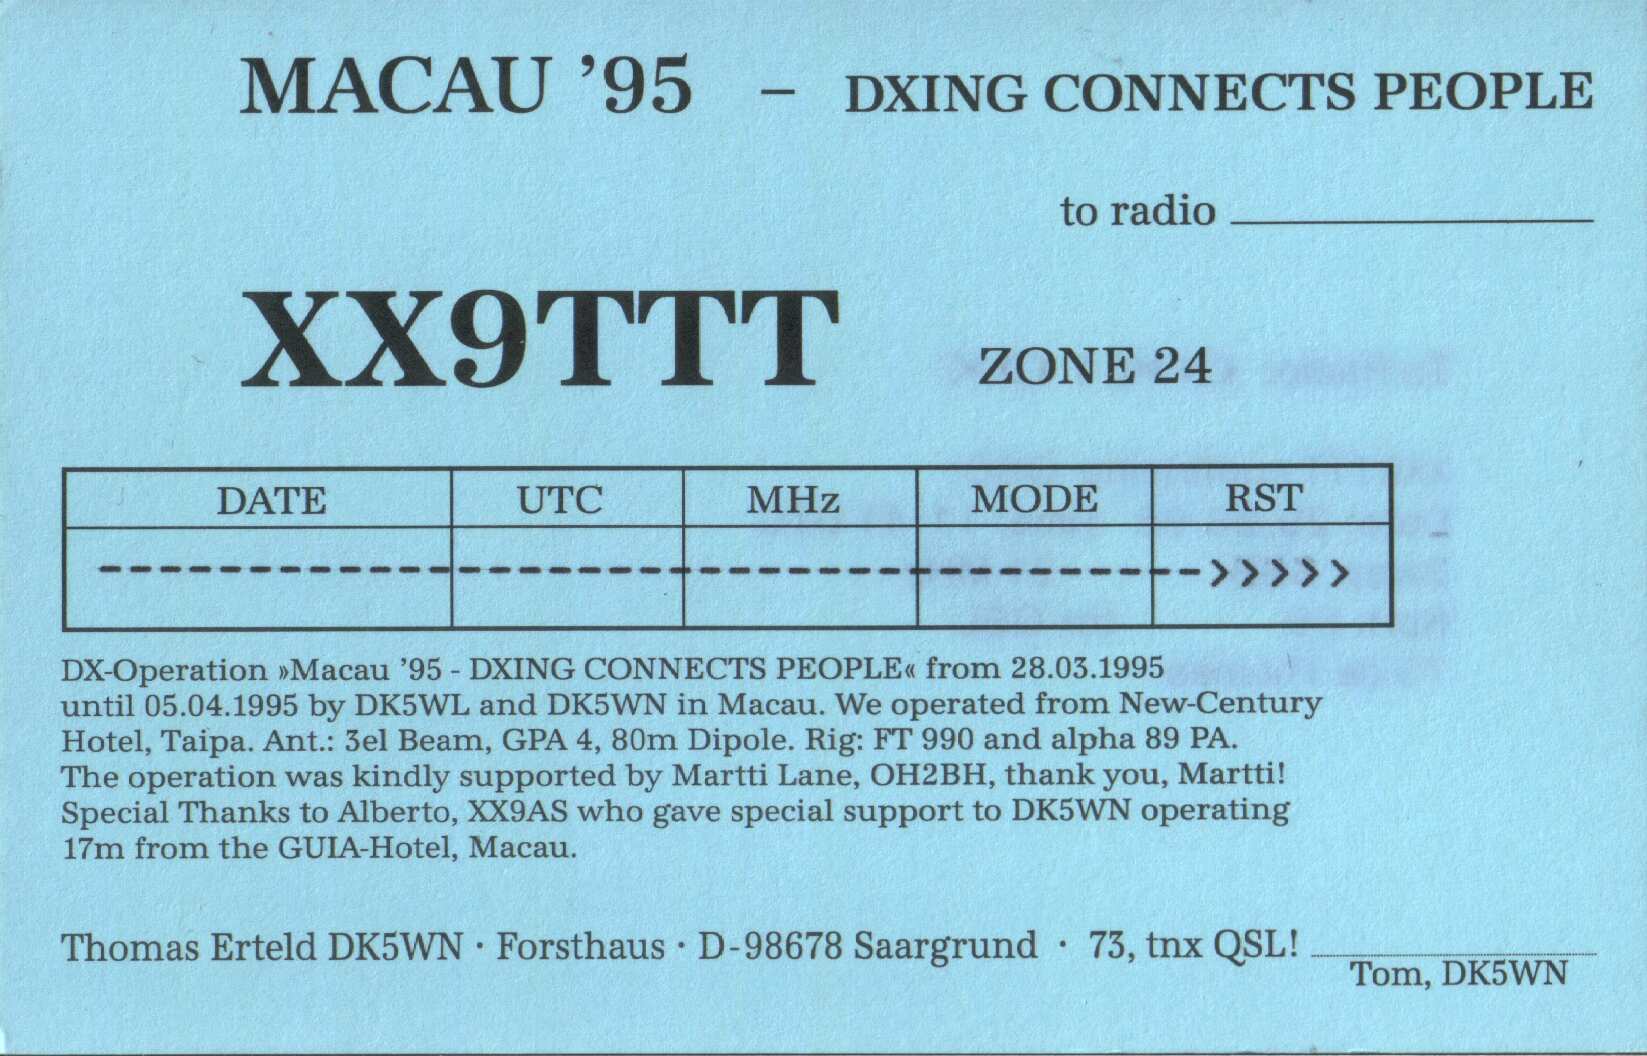 MACAU ’95 – DXING CONNECTS PEOPLE
to radio
XX9TTT ZONE 24
DATE UTC MHz MODE RST
DX-Operation »Macau ’95 - DXING CONNECTS PEOPLE« from 28.03.1995
until 05.04.1995 by DK5WL and DK5WN in Macau. We operated from New-Century
Hotel, Taipa. Ant.: 3el Beam, GPA 4, 80m Dipole. Rig: FT 990 and alpha 89 PA.
The operation was kindly supported by Martti Lane, OH2BH, thank you, Martti!
Special Thanks to Alberto, XX9AS who gave special support to DK5WN operating
17m from the GUIA-Hotel, Macau.
Thomas Erteld DK5WN · Forsthaus · D-98678 Saargrund · 73, tnx QSL!
Tom, DK5WN